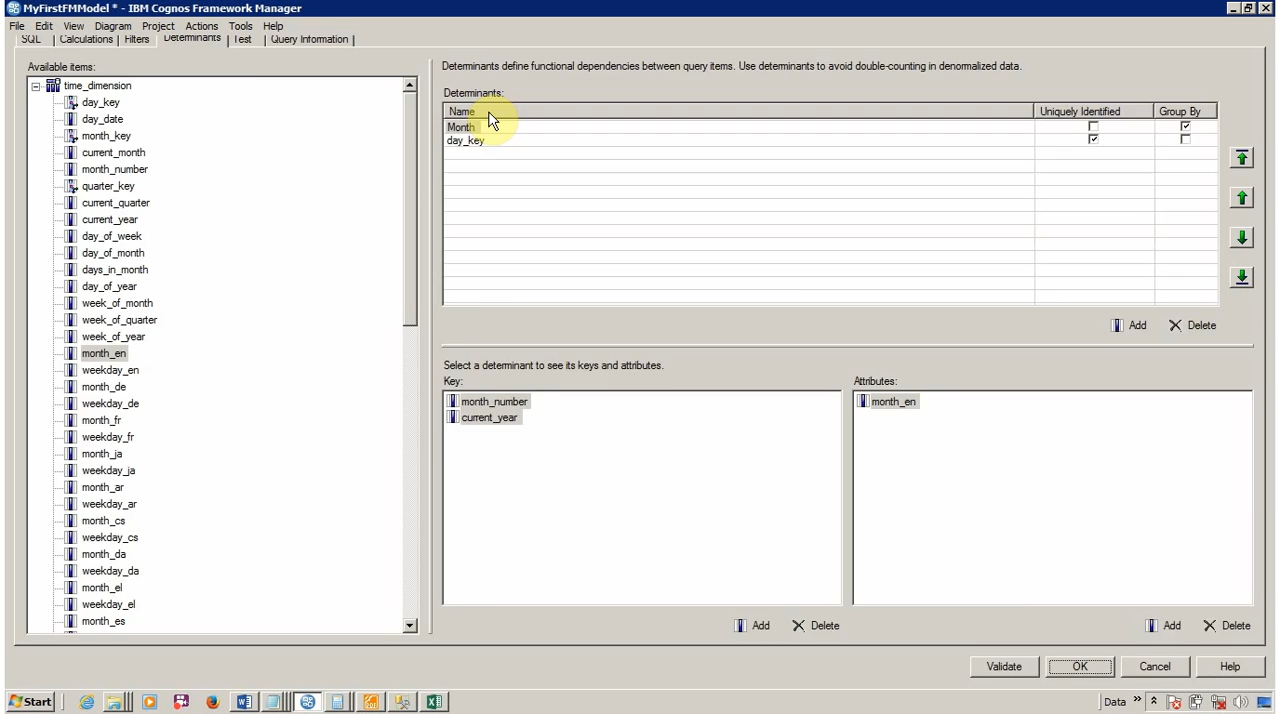 MyFirstFMModel * - IBM Cognos Framework Manager
File Edit View Diagram Project Actions Tools Help
SQL Calculations Filters Determinants Test Query Information
Available items:
time_dimension
day_key
day_date
month_key
current_month
month_number
quarter_key
current_quarter
current_year
day_of_week
day_of_month
days_in_month
day_of_year
week_of_month
week_of_quarter
week_of_year
month_en
weekday_en
month_de
weekday_de
month_fr
weekday_fr
month_ja
weekday_ja
month_ar
weekday_ar
month_cs
weekday_cs
month_da
weekday_da
month_el
weekday_el
month_es
Determinants define functional dependencies between query items. Use determinants to avoid double-counting in denormalized data.
Determinants:
Name Uniquely Identified Group By
Month
day_key
Add Delete
Select a determinant to see its keys and attributes.
Key:
month_number
current_year
Add Delete
Attributes:
month_en
Add Delete
Validate OK Cancel Help
Start Data »